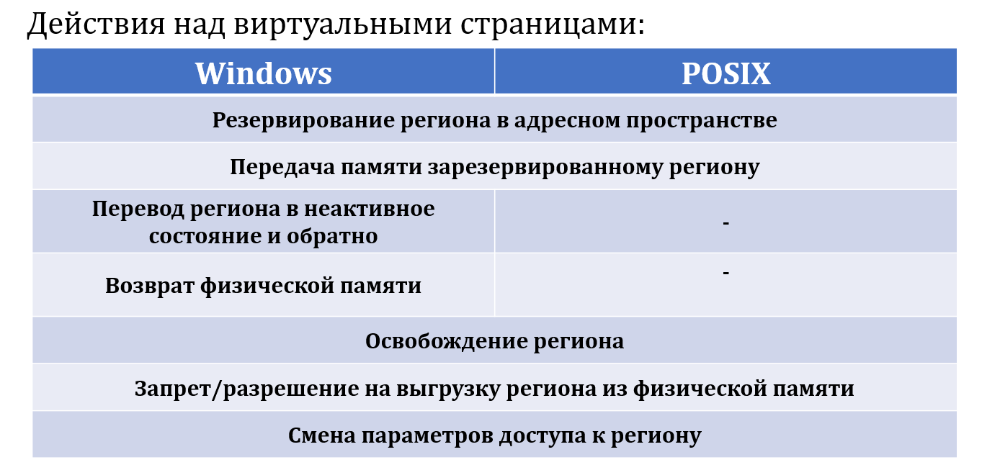 Действия над виртуальными страницами:
Windows
POSIX
Резервирование региона в адресном пространстве
Передача памяти зарезервированному региону
Перевод региона в неактивное
состояние и обратно
-
Возврат физической памяти
-
Освобождение региона
Запрет/разрешение на выгрузку региона из физической памяти
Смена параметров доступа к региону